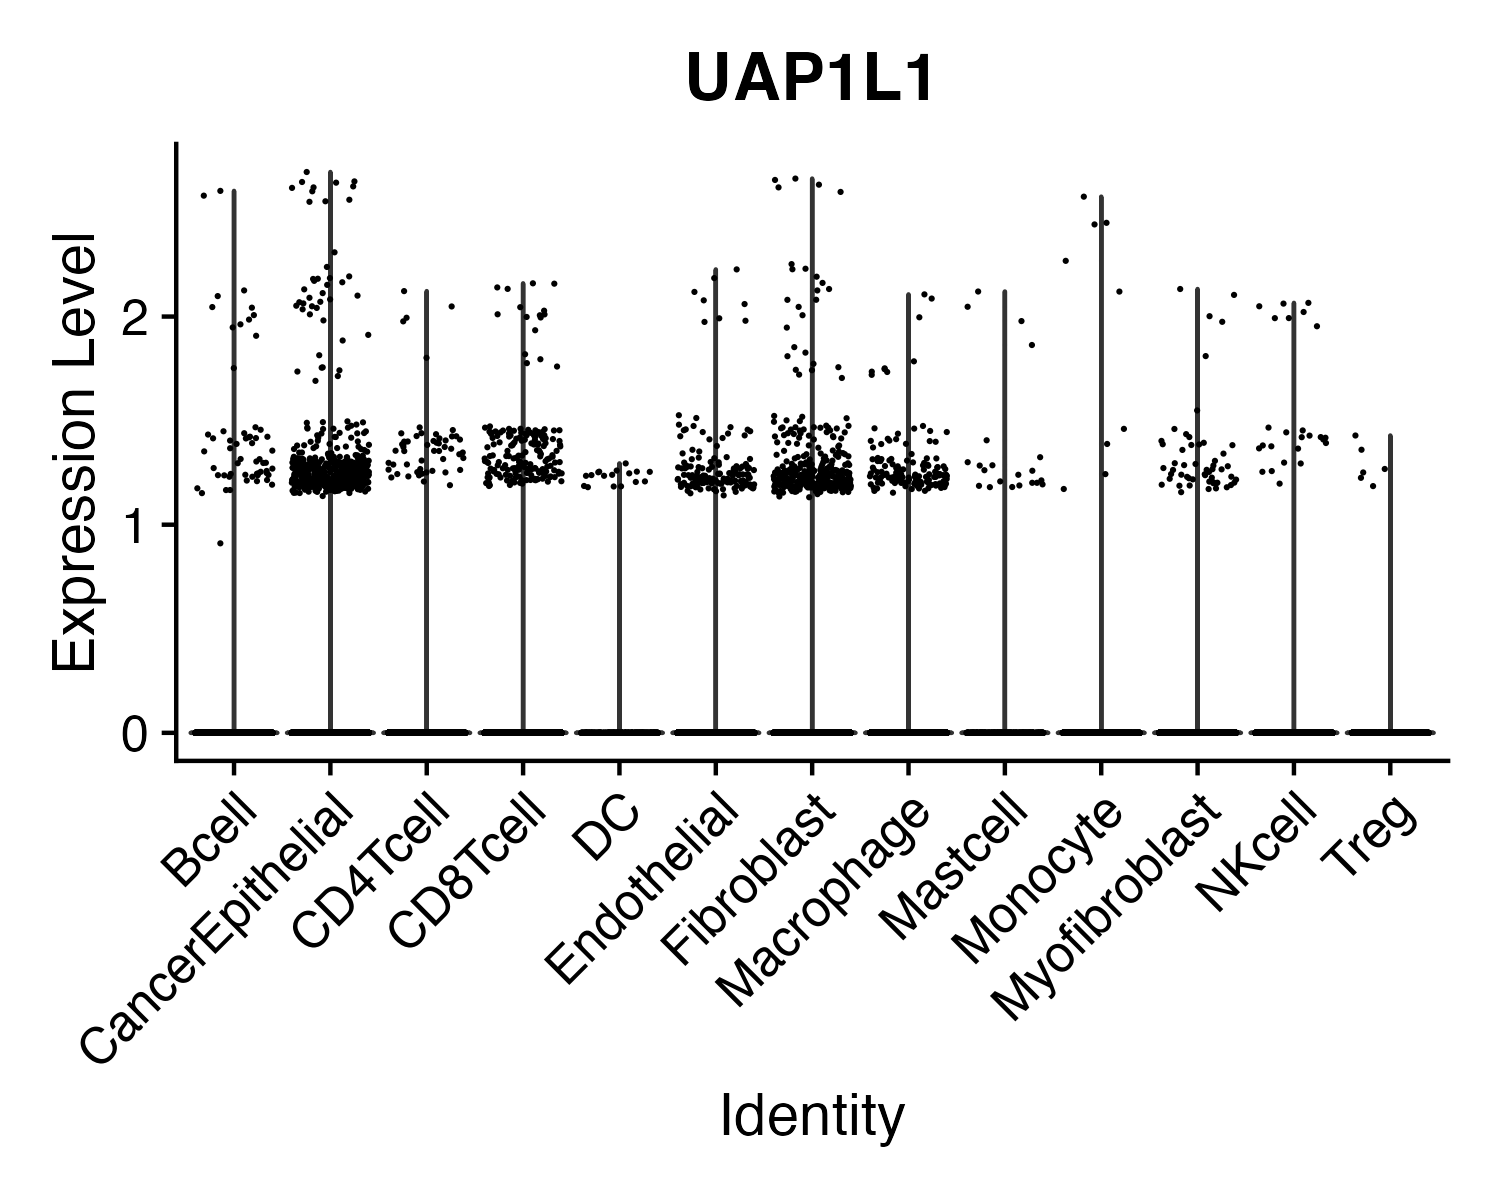 UAP1L1
Expression Level
2
1
0
Bcell
CancerEpithelial
CD4Tcell
CD8Tcell
DC
Endothelial
Fibroblast
Macrophage
Mastcell
Monocyte
Myofibroblast
NKcell
Treg
Identity